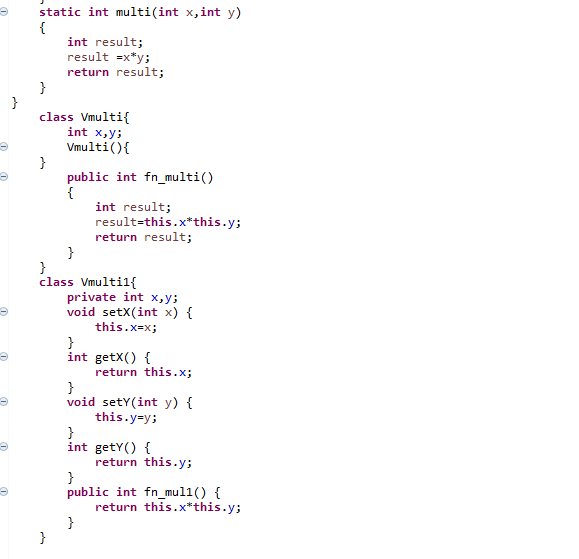 static int multi(int x,int y)
{
int result;
result =x*y;
return result;
}
}
class Vmulti{
int x,y;
Vmulti(){
}
public int fn_multi()
{
int result;
result=this.x*this.y;
return result;
}
}
class Vmulti1{
private int x,y;
void setX(int x) {
this.x=x;
}
int getX() {
return this.x;
}
void setY(int y) {
this.y=y;
}
int getY() {
return this.y;
}
public int fn_mul1() {
return this.x*this.y;
}
}